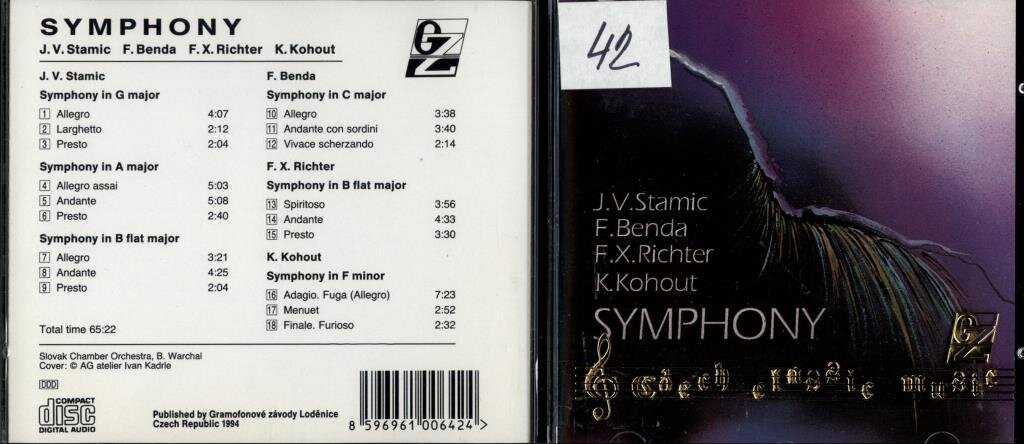 SYMPHONY
J. V. Stamic F. Benda F. X. Richter K. Kohout
GZ
J. V. Stamic
Symphony in G major
1 Allegro 4:07
2 Larghetto 2:12
3 Presto 2:04
Symphony in A major
4 Allegro assai 5:03
5 Andante 5:08
6 Presto 2:40
Symphony in B flat major
7 Allegro 3:21
8 Andante 4:25
9 Presto 2:04
Total time 65:22
F. Benda
Symphony in C major
10 Allegro 3:38
11 Andante con sordini 3:40
12 Vivace scherzando 2:14
F. X. Richter
Symphony in B flat major
13 Spiritoso 3:56
14 Andante 4:33
15 Presto 3:30
K. Kohout
Symphony in F minor
16 Adagio. Fuga (Allegro) 7:23
17 Menuet 2:52
18 Finale. Furioso 2:32
Slovak Chamber Orchestra, B. Warchal
Cover: © AG atelier Ivan Kadrle
DDD
COMPACT
disc
DIGITAL AUDIO
Published by Gramofonové závody Loděnice
Czech Republic 1994
8 596961 006424 >
42
J.V.Stamic
F.Benda
F.X.Richter
K.Kohout
SYMPHONY
GZ
Czech classic music